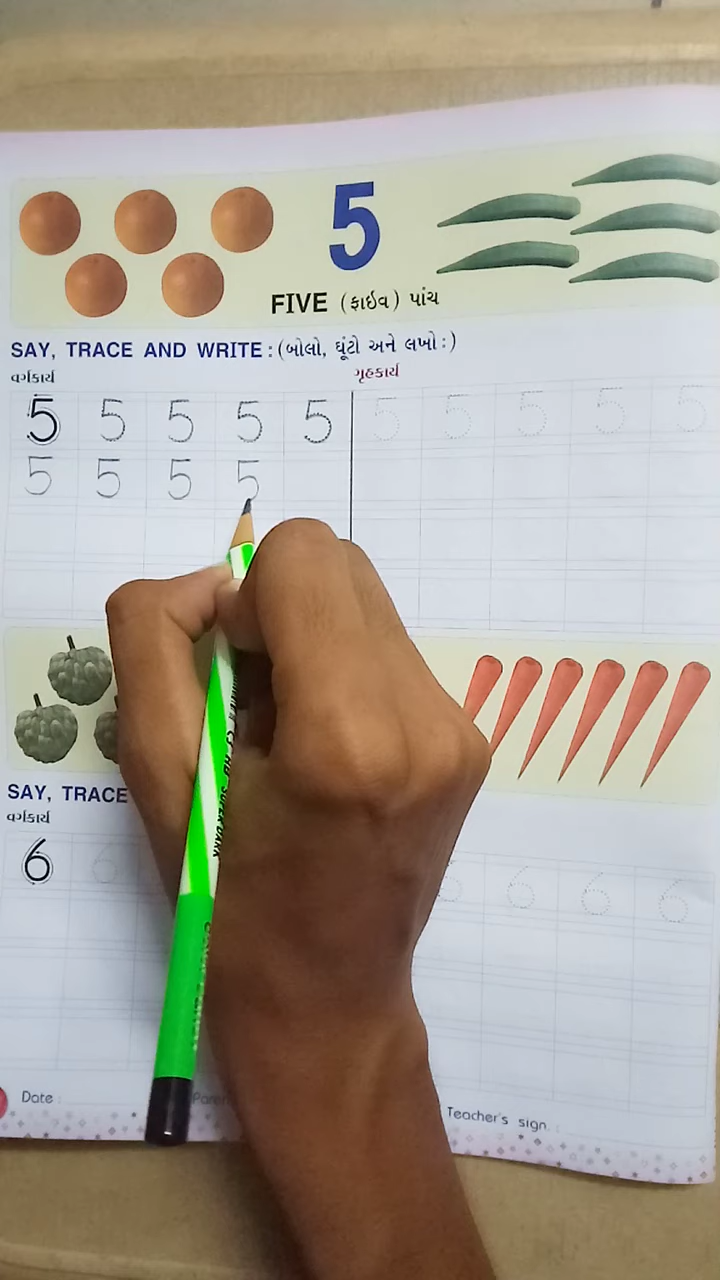 5
FIVE (ફાઇવ) પાંચ
SAY, TRACE AND WRITE : (બોલો, ઘૂંટો અને લખો :)
વર્ગકાર્ય ગૃહકાર્ય
5 5 5 5 5 5 5 5 5 5
5 5 5 5
SAY, TRACE
વર્ગકાર્ય
6 6 6 6 6 6
Date : Paren Teacher's sign. :